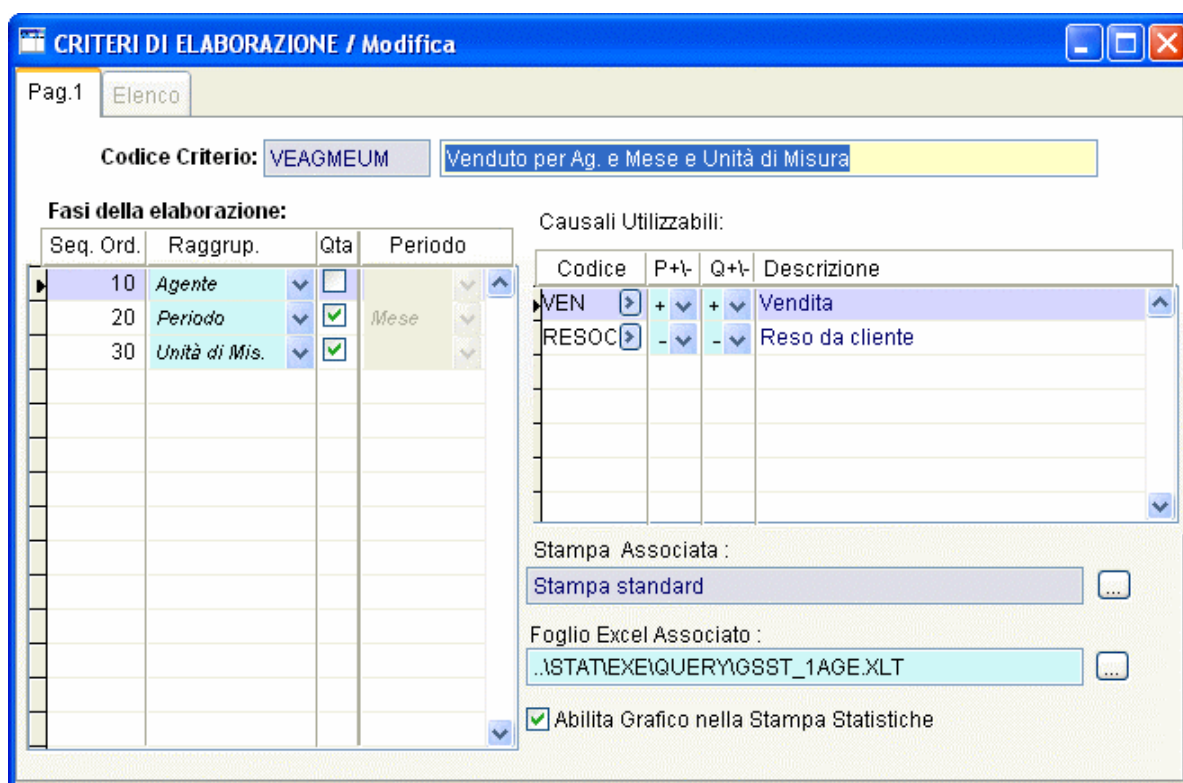 CRITERI DI ELABORAZIONE / Modifica
Pag.1 Elenco
Codice Criterio: VEAGMEUM Venduto per Ag. e Mese e Unità di Misura
Fasi della elaborazione:
Seq. Ord. Raggrup. Qta Periodo
10 Agente
20 Periodo Mese
30 Unità di Mis.
Causali Utilizzabili:
Codice P+\- Q+\- Descrizione
VEN + + Vendita
RESOC - - Reso da cliente
Stampa Associata :
Stampa standard ...
Foglio Excel Associato :
..\STAT\EXE\QUERY\GSST_1AGE.XLT ...
Abilita Grafico nella Stampa Statistiche